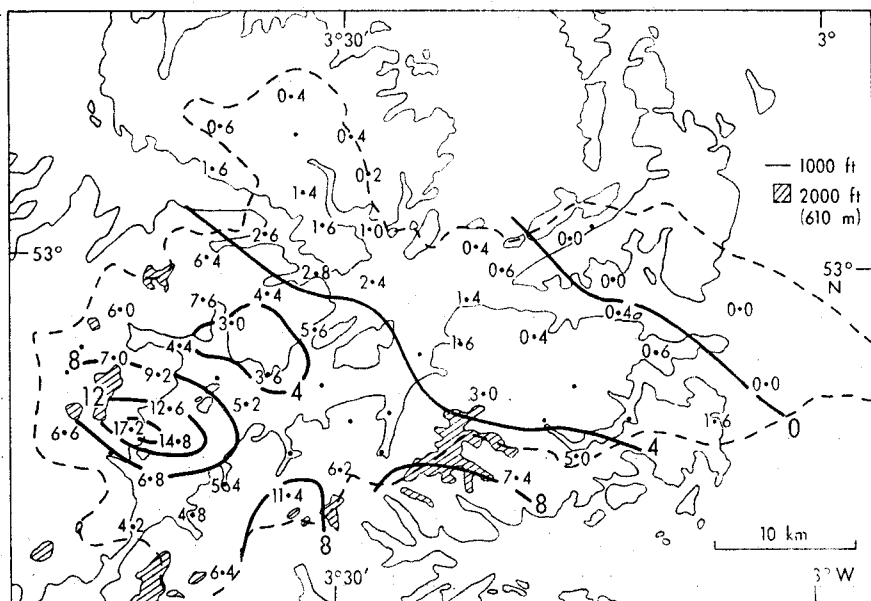 3°30′ 3°
0·4
0·6 0·4
— 1000 ft
2000 ft
(610 m)
1·6 0·2
1·4
1·6 1·0
2·6 0·4 0·0
53° 6·4 53°
N
2·8 0·6
2·4 0·0
7·6 4·4 1·4
6·0 0·4 0·0
3·0 5·6
4·4 1·6 0·4
8 7·0 0·6
9·2 3·6 4 0·0
12 12·6 5·2 3·0
17·2 1·6 0
6·6 14·8 4
5·0
6·8 5·4 6·2 7·4
11·4 8
4·2 4·8
8 10 km
6·4 3°30′ 3° W